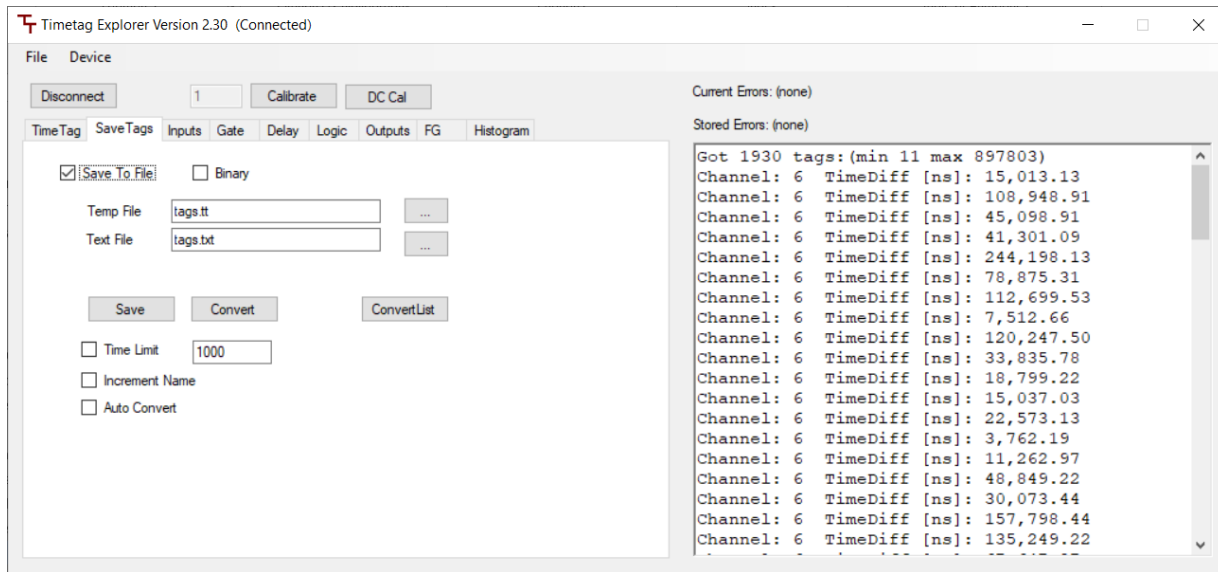 Timetag Explorer Version 2.30 (Connected)
File Device
Disconnect 1 Calibrate DC Cal
TimeTag SaveTags Inputs Gate Delay Logic Outputs FG Histogram
Save To File Binary
Temp File tags.tt ...
Text File tags.txt ...
Save Convert ConvertList
Time Limit 1000
Increment Name
Auto Convert
Current Errors: (none)
Stored Errors: (none)
Got 1930 tags:(min 11 max 897803)
Channel: 6 TimeDiff [ns]: 15,013.13
Channel: 6 TimeDiff [ns]: 108,948.91
Channel: 6 TimeDiff [ns]: 45,098.91
Channel: 6 TimeDiff [ns]: 41,301.09
Channel: 6 TimeDiff [ns]: 244,198.13
Channel: 6 TimeDiff [ns]: 78,875.31
Channel: 6 TimeDiff [ns]: 112,699.53
Channel: 6 TimeDiff [ns]: 7,512.66
Channel: 6 TimeDiff [ns]: 120,247.50
Channel: 6 TimeDiff [ns]: 33,835.78
Channel: 6 TimeDiff [ns]: 18,799.22
Channel: 6 TimeDiff [ns]: 15,037.03
Channel: 6 TimeDiff [ns]: 22,573.13
Channel: 6 TimeDiff [ns]: 3,762.19
Channel: 6 TimeDiff [ns]: 11,262.97
Channel: 6 TimeDiff [ns]: 48,849.22
Channel: 6 TimeDiff [ns]: 30,073.44
Channel: 6 TimeDiff [ns]: 157,798.44
Channel: 6 TimeDiff [ns]: 135,249.22